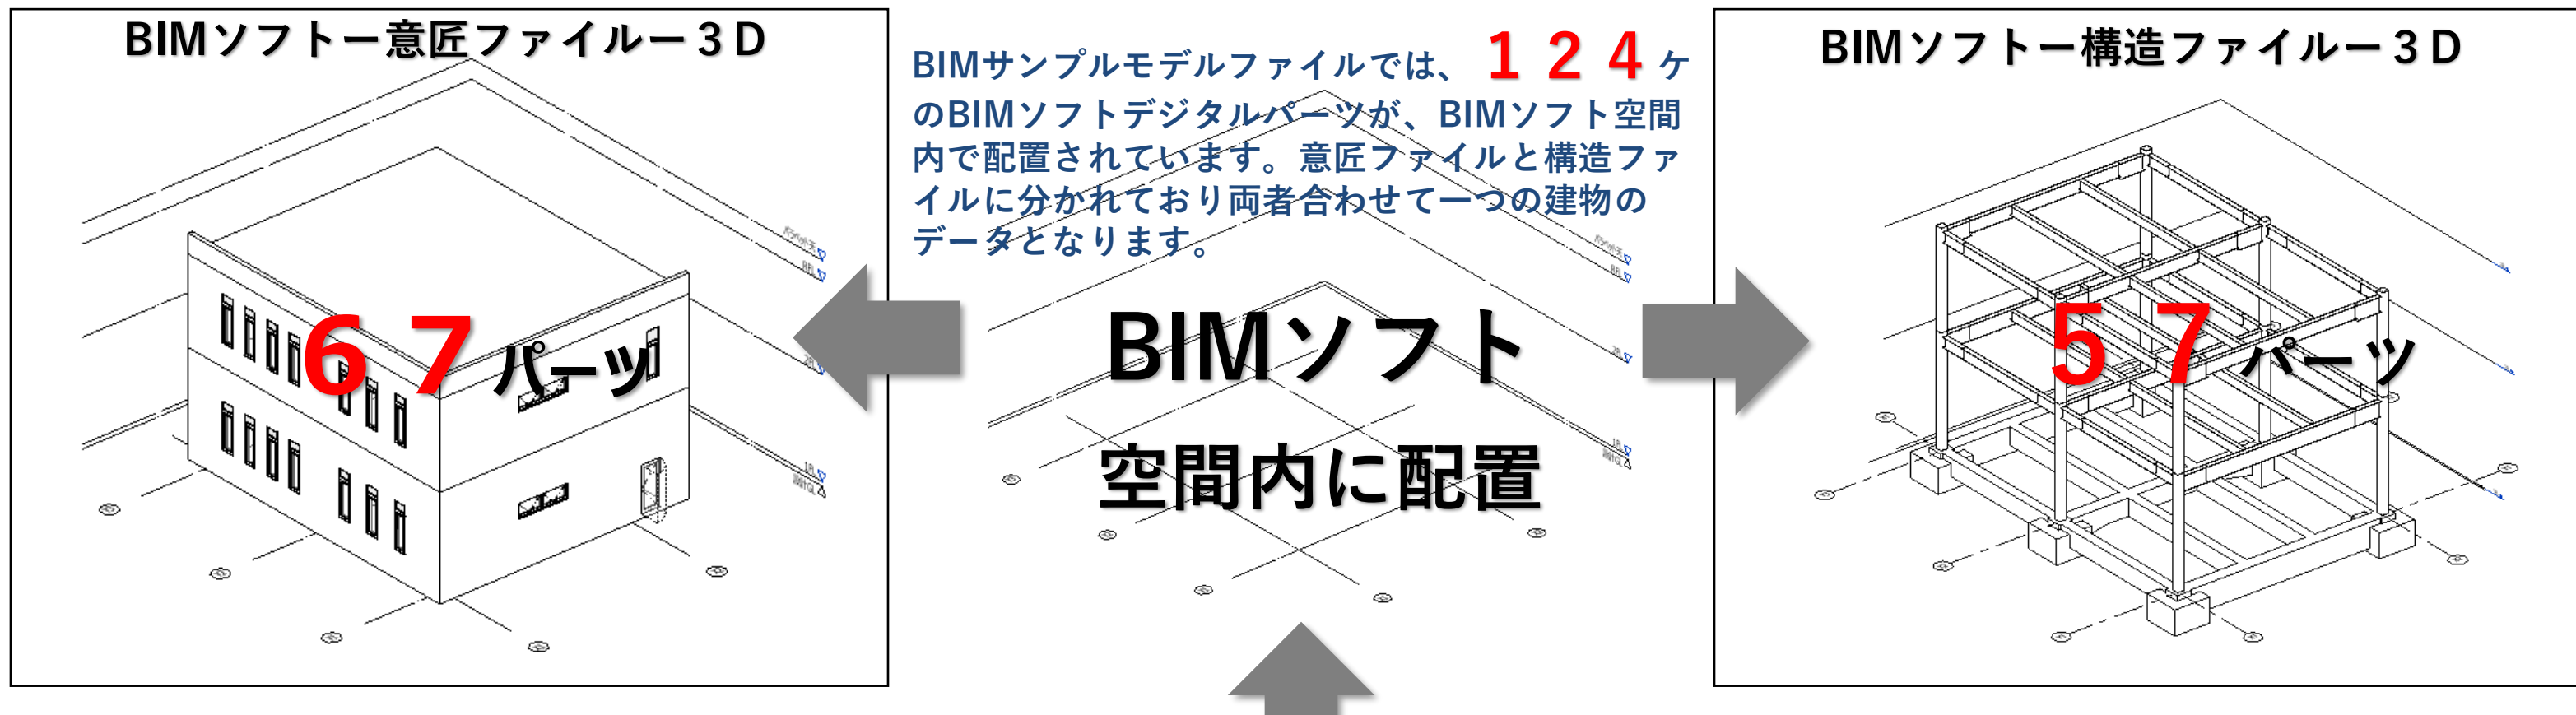 BIMソフトー意匠ファイルー３D
BIMサンプルモデルファイルでは、１２４ケ
のBIMソフトデジタルパーツが、BIMソフト空間
内で配置されています。意匠ファイルと構造ファ
イルに分かれており両者合わせて一つの建物の
データとなります。
BIMソフトー構造ファイルー３D
６７パーツ
BIMソフト
空間内に配置
５７パーツ